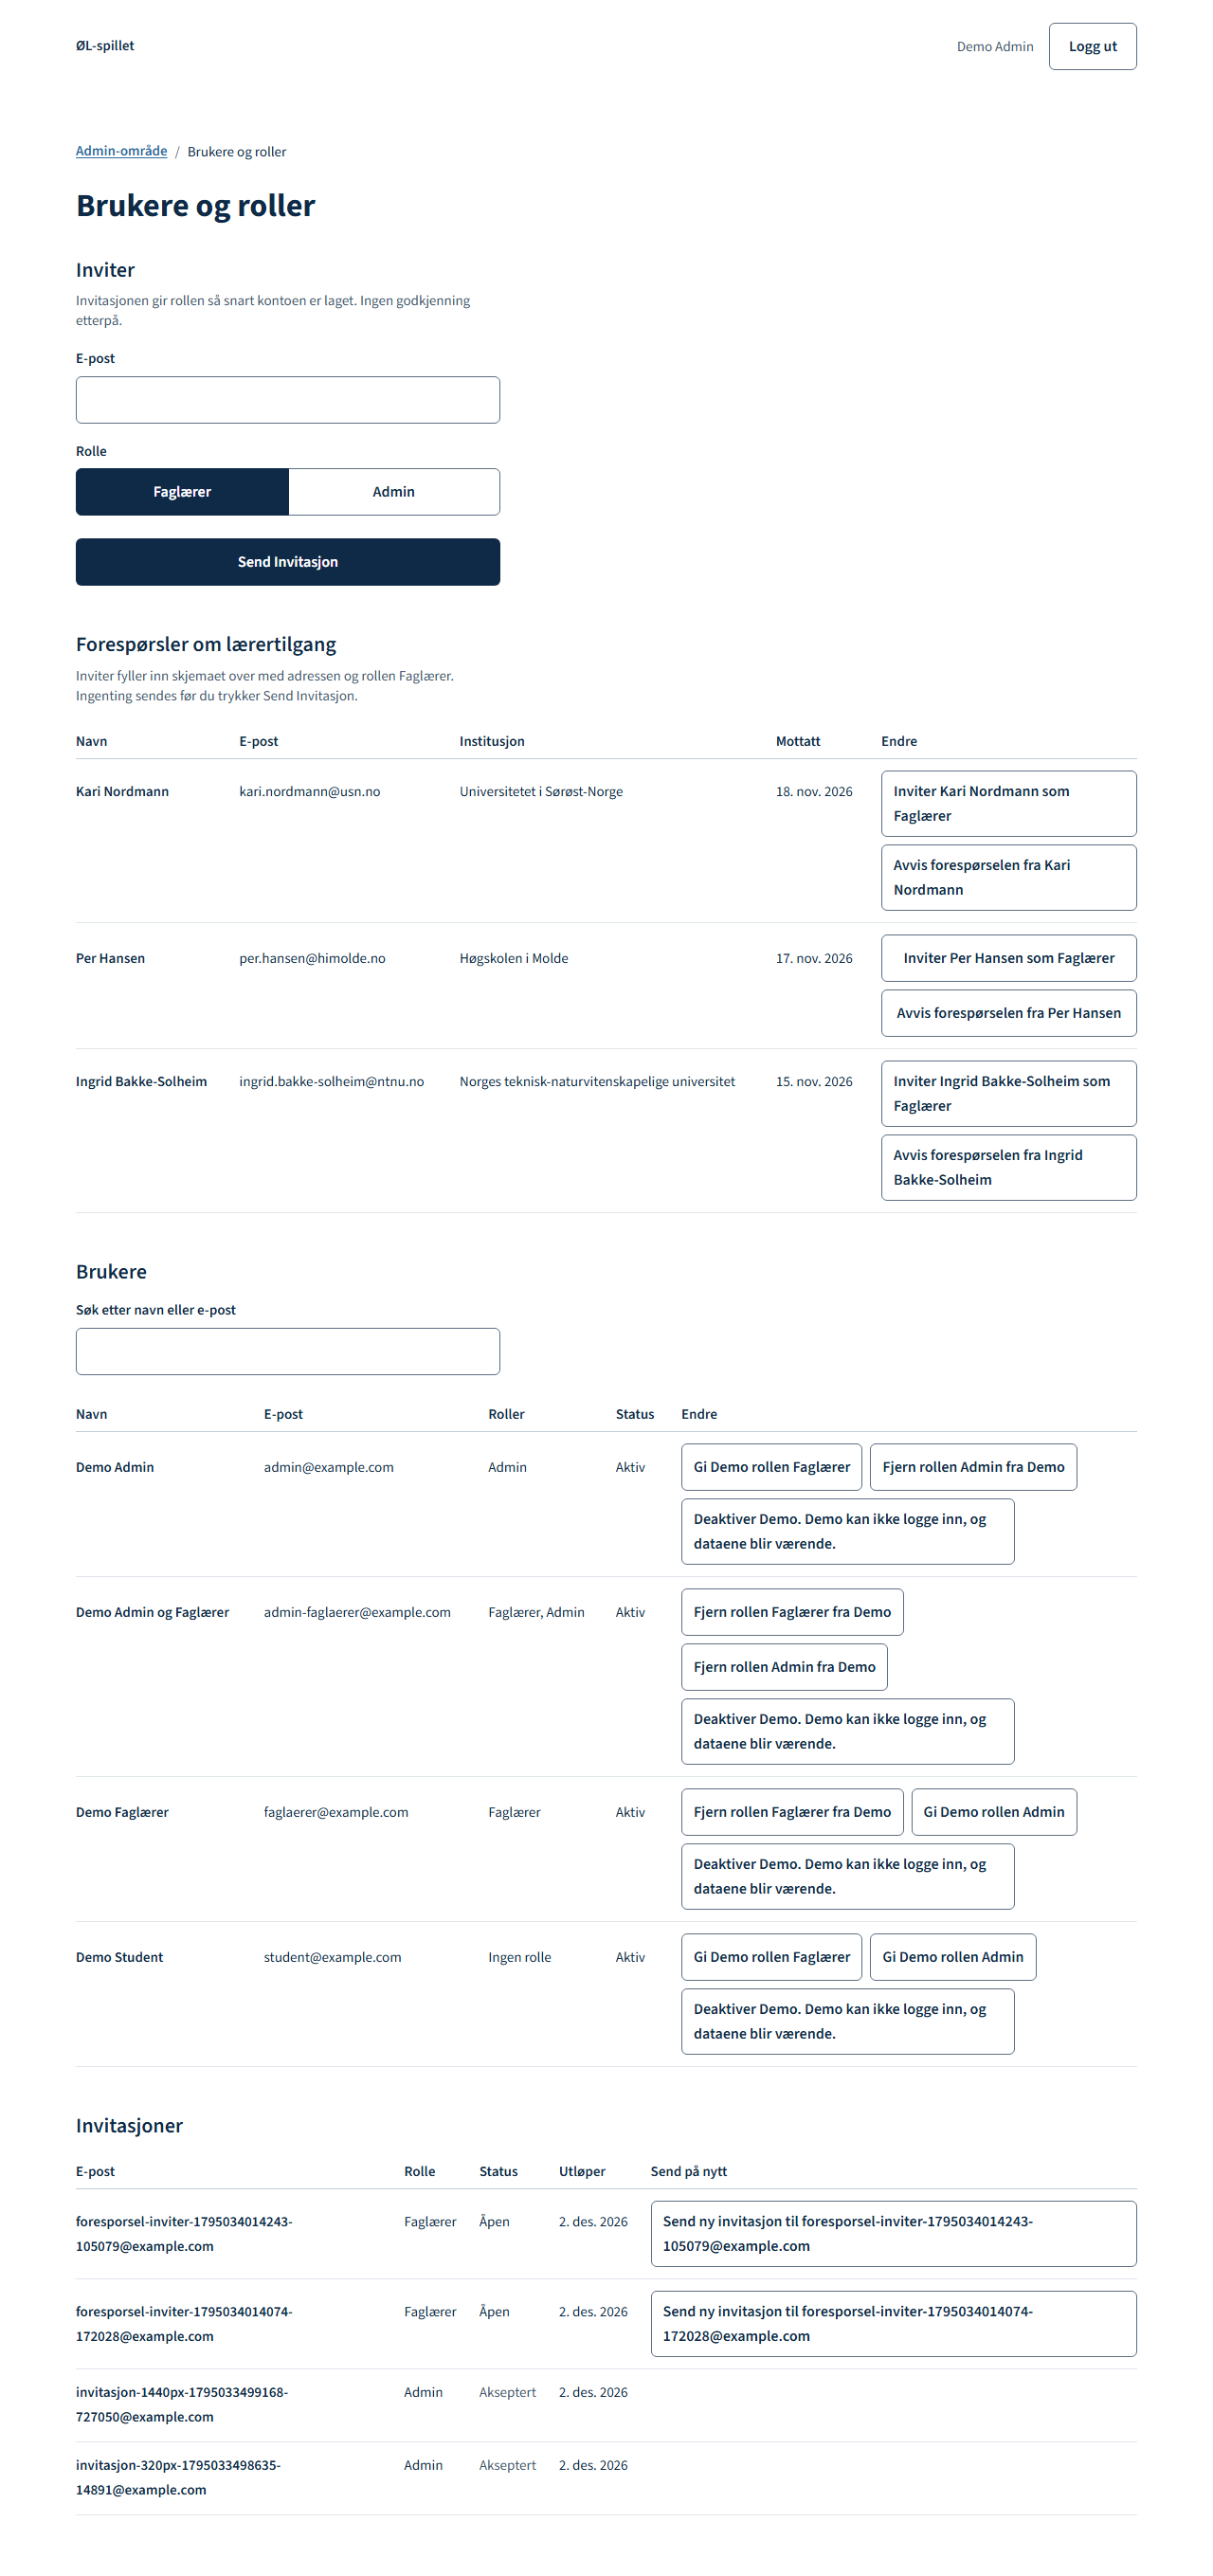 ØL-spillet
Demo Admin
Logg ut
Admin-område / Brukere og roller
Brukere og roller
Inviter
Invitasjonen gir rollen så snart kontoen er laget. Ingen godkjenning
etterpå.
E-post
Rolle
Faglærer
Admin
Send Invitasjon
Forespørsler om lærertilgang
Inviter fyller inn skjemaet over med adressen og rollen Faglærer.
Ingenting sendes før du trykker Send Invitasjon.
Navn E-post Institusjon Mottatt Endre
Kari Nordmann kari.nordmann@usn.no Universitetet i Sørøst-Norge 18. nov. 2026
Inviter Kari Nordmann som
Faglærer
Avvis forespørselen fra Kari
Nordmann
Per Hansen per.hansen@himolde.no Høgskolen i Molde 17. nov. 2026
Inviter Per Hansen som Faglærer
Avvis forespørselen fra Per Hansen
Ingrid Bakke-Solheim ingrid.bakke-solheim@ntnu.no Norges teknisk-naturvitenskapelige universitet 15. nov. 2026
Inviter Ingrid Bakke-Solheim som
Faglærer
Avvis forespørselen fra Ingrid
Bakke-Solheim
Brukere
Søk etter navn eller e-post
Navn E-post Roller Status Endre
Demo Admin admin@example.com Admin Aktiv
Gi Demo rollen Faglærer
Fjern rollen Admin fra Demo
Deaktiver Demo. Demo kan ikke logge inn, og
dataene blir værende.
Demo Admin og Faglærer admin-faglaerer@example.com Faglærer, Admin Aktiv
Fjern rollen Faglærer fra Demo
Fjern rollen Admin fra Demo
Deaktiver Demo. Demo kan ikke logge inn, og
dataene blir værende.
Demo Faglærer faglaerer@example.com Faglærer Aktiv
Fjern rollen Faglærer fra Demo
Gi Demo rollen Admin
Deaktiver Demo. Demo kan ikke logge inn, og
dataene blir værende.
Demo Student student@example.com Ingen rolle Aktiv
Gi Demo rollen Faglærer
Gi Demo rollen Admin
Deaktiver Demo. Demo kan ikke logge inn, og
dataene blir værende.
Invitasjoner
E-post Rolle Status Utløper Send på nytt
foresporsel-inviter-1795034014243-
105079@example.com
Faglærer Åpen 2. des. 2026
Send ny invitasjon til foresporsel-inviter-1795034014243-
105079@example.com
foresporsel-inviter-1795034014074-
172028@example.com
Faglærer Åpen 2. des. 2026
Send ny invitasjon til foresporsel-inviter-1795034014074-
172028@example.com
invitasjon-1440px-1795033499168-
727050@example.com
Admin Akseptert 2. des. 2026
invitasjon-320px-1795033498635-
14891@example.com
Admin Akseptert 2. des. 2026